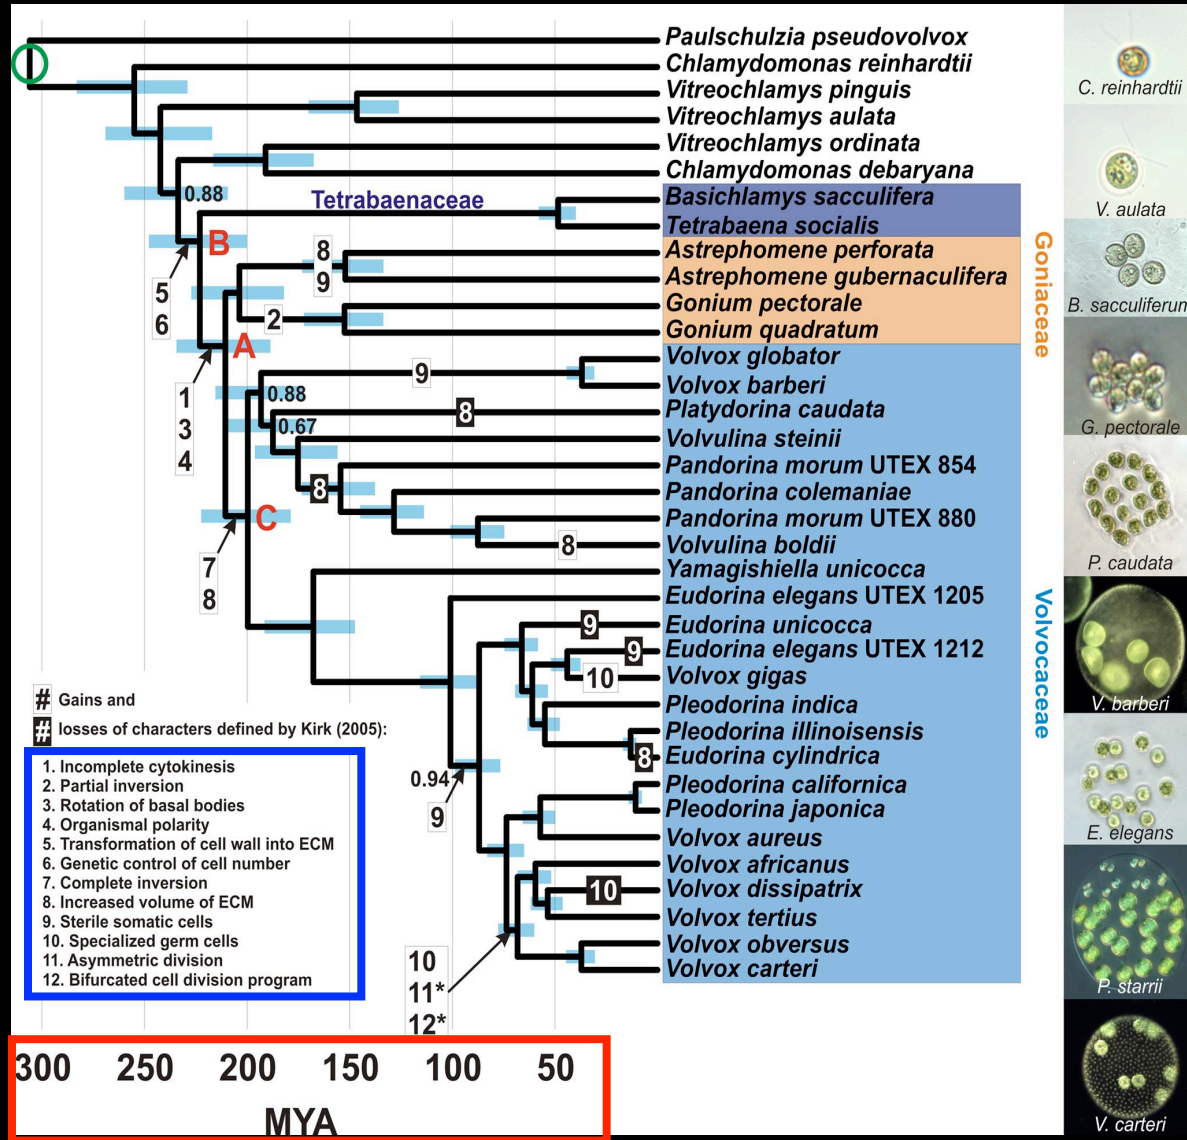 Paulschulzia pseudovolvox
Chlamydomonas reinhardtii
Vitreochlamys pinguis
Vitreochlamys aulata
Vitreochlamys ordinata
Chlamydomonas debaryana
0.88
Tetrabaenaceae
Basichlamys sacculifera
Tetrabaena socialis
B
5
6
8
9
Astrephomene perforata
Astrephomene gubernaculifera
2
Gonium pectorale
Gonium quadratum
Goniaceae
A
1
3
4
9
Volvox globator
Volvox barberi
0.88
8
Platydorina caudata
0.67
Volvulina steinii
8
Pandorina morum UTEX 854
Pandorina colemaniae
Pandorina morum UTEX 880
8
Volvulina boldii
C
7
8
Yamagishiella unicocca
Eudorina elegans UTEX 1205
9
Eudorina unicocca
9
Eudorina elegans UTEX 1212
10
Volvox gigas
Pleodorina indica
Pleodorina illinoisensis
8
Eudorina cylindrica
Volvocaceae
0.94
9
Pleodorina californica
Pleodorina japonica
Volvox aureus
Volvox africanus
10
Volvox dissipatrix
Volvox tertius
Volvox obversus
Volvox carteri
10
11*
12*
# Gains and
# losses of characters defined by Kirk (2005):
1. Incomplete cytokinesis
2. Partial inversion
3. Rotation of basal bodies
4. Organismal polarity
5. Transformation of cell wall into ECM
6. Genetic control of cell number
7. Complete inversion
8. Increased volume of ECM
9. Sterile somatic cells
10. Specialized germ cells
11. Asymmetric division
12. Bifurcated cell division program
300 250 200 150 100 50
MYA
C. reinhardtii
V. aulata
B. sacculiferum
G. pectorale
P. caudata
V. barberi
E. elegans
P. starrii
V. carteri